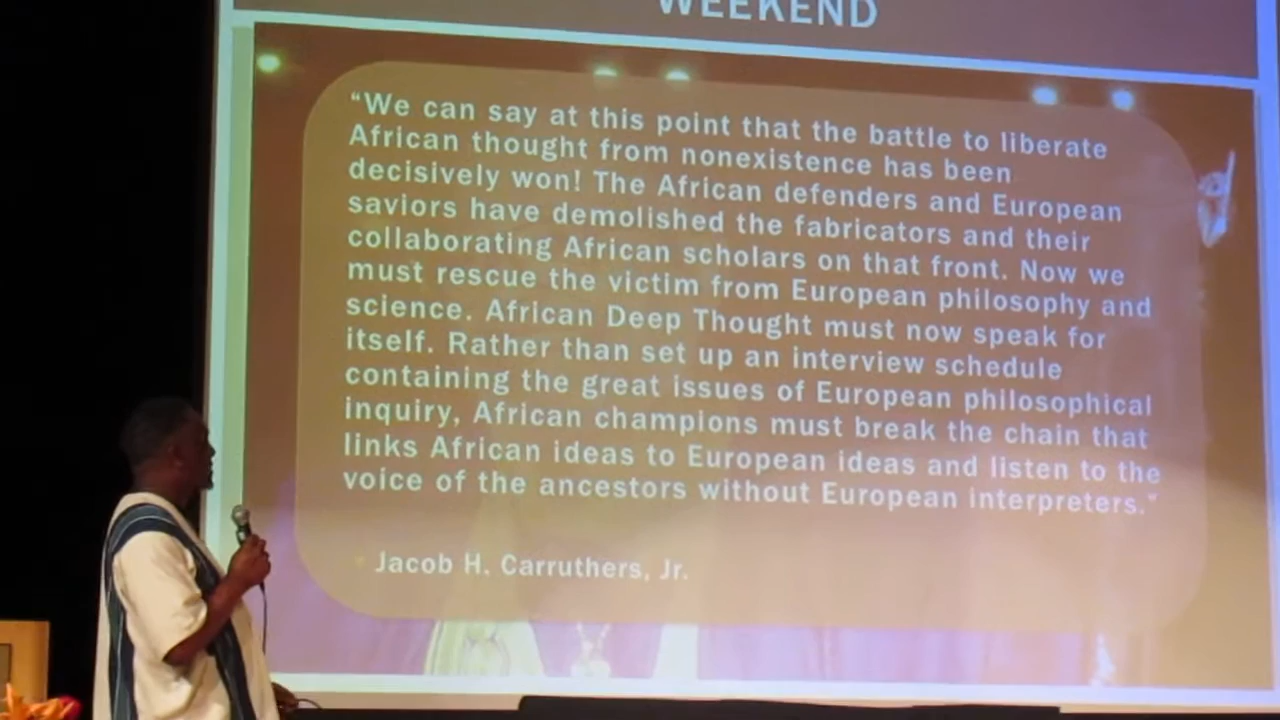 WEEKEND
“We can say at this point that the battle to liberate
African thought from nonexistence has been
decisively won! The African defenders and European
saviors have demolished the fabricators and their
collaborating African scholars on that front. Now we
must rescue the victim from European philosophy and
science. African Deep Thought must now speak for
itself. Rather than set up an interview schedule
containing the great issues of European philosophical
inquiry, African champions must break the chain that
links African ideas to European ideas and listen to the
voice of the ancestors without European interpreters.”
Jacob H. Carruthers, Jr.